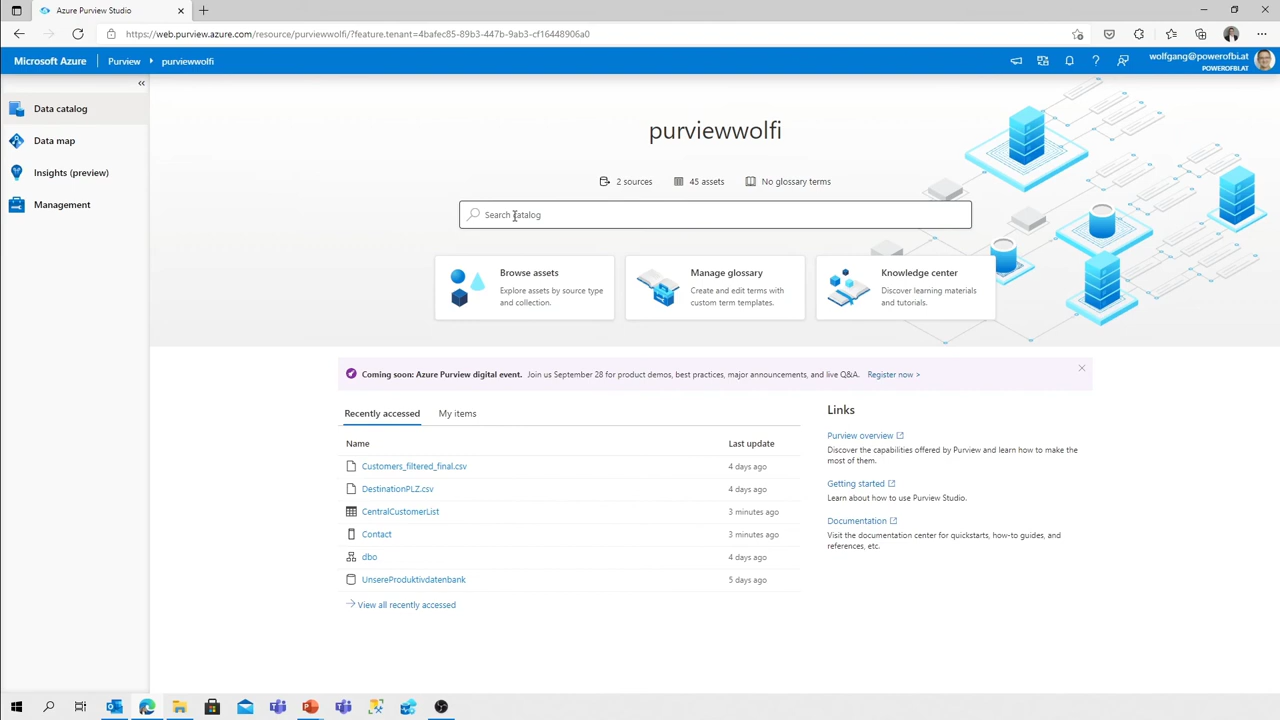 Azure Purview Studio
https://web.purview.azure.com/resource/purviewwolfi/?feature.tenant=4bafec85-89b3-447b-9ab3-cf16448906a0
Microsoft Azure
Purview
purviewwolfi
wolfgang@powerofbi.at
POWEROFBI.AT
Data catalog
Data map
Insights (preview)
Management
purviewwolfi
2 sources
45 assets
No glossary terms
Search catalog
Browse assets
Explore assets by source type
and collection.
Manage glossary
Create and edit terms with
custom term templates.
Knowledge center
Discover learning materials
and tutorials.
Coming soon: Azure Purview digital event. Join us September 28 for product demos, best practices, major announcements, and live Q&A. Register now >
Recently accessed
My items
Name
Last update
Customers_filtered_final.csv
4 days ago
DestinationPLZ.csv
4 days ago
CentralCustomerList
3 minutes ago
Contact
3 minutes ago
dbo
4 days ago
UnsereProduktivdatenbank
5 days ago
View all recently accessed
Links
Purview overview
Discover the capabilities offered by Purview and learn how to make the
most of them.
Getting started
Learn about how to use Purview Studio.
Documentation
Visit the documentation center for quickstarts, how-to guides, and
references, etc.